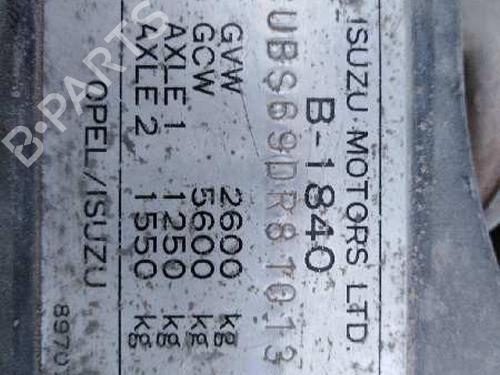 ISUZU MOTORS LTD.
B-1840
UBS69DR8T013
GVW 2600 kg
GCW 5600 kg
AXLE 1 1250 kg
AXLE 2 1550 kg
OPEL/ISUZU
8970
B-PARTS